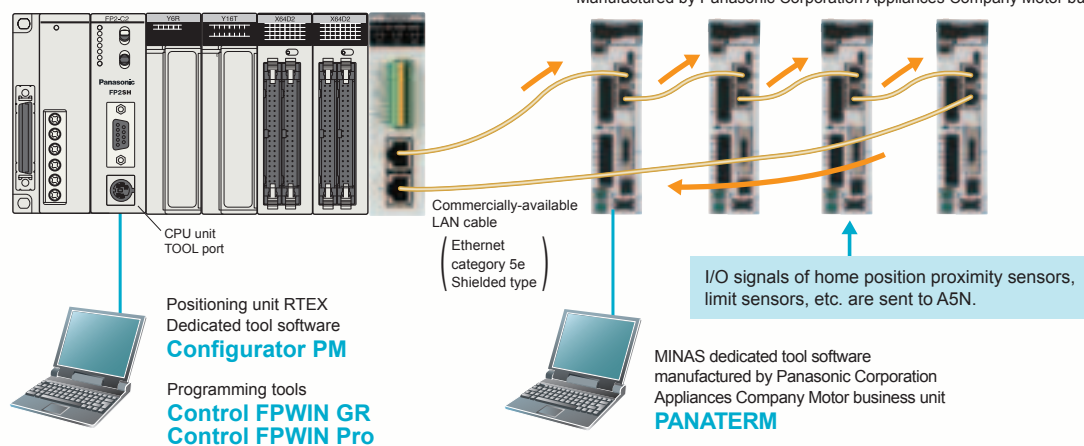 Manufactured by Panasonic Corporation Appliances Company Motor
FP2-C2
Y6R
Y16T
X64D2
X64D2
Panasonic
FP2SH
CPU unit
TOOL port
Commercially-available
LAN cable
Ethernet
category 5e
Shielded type
I/O signals of home position proximity sensors,
limit sensors, etc. are sent to A5N.
Positioning unit RTEX
Dedicated tool software
Configurator PM
Programming tools
Control FPWIN GR
Control FPWIN Pro
MINAS dedicated tool software
manufactured by Panasonic Corporation
Appliances Company Motor business unit
PANATERM